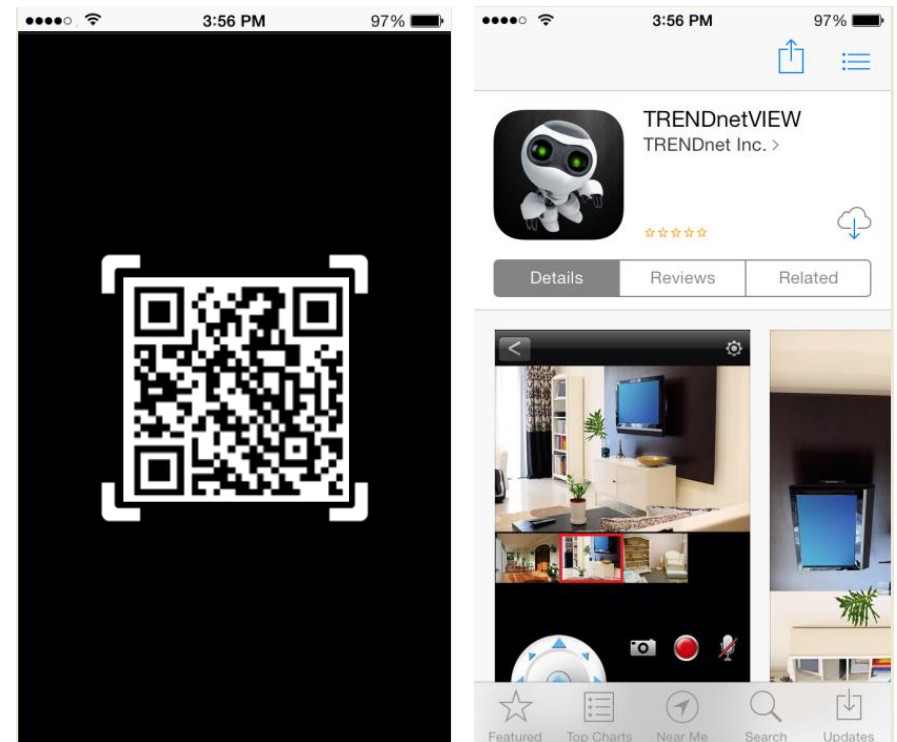 3:56 PM
97%
3:56 PM
97%
TRENDnetVIEW
TRENDnet Inc. >
Details
Reviews
Related
<
Featured
Top Charts
Near Me
Search
Updates